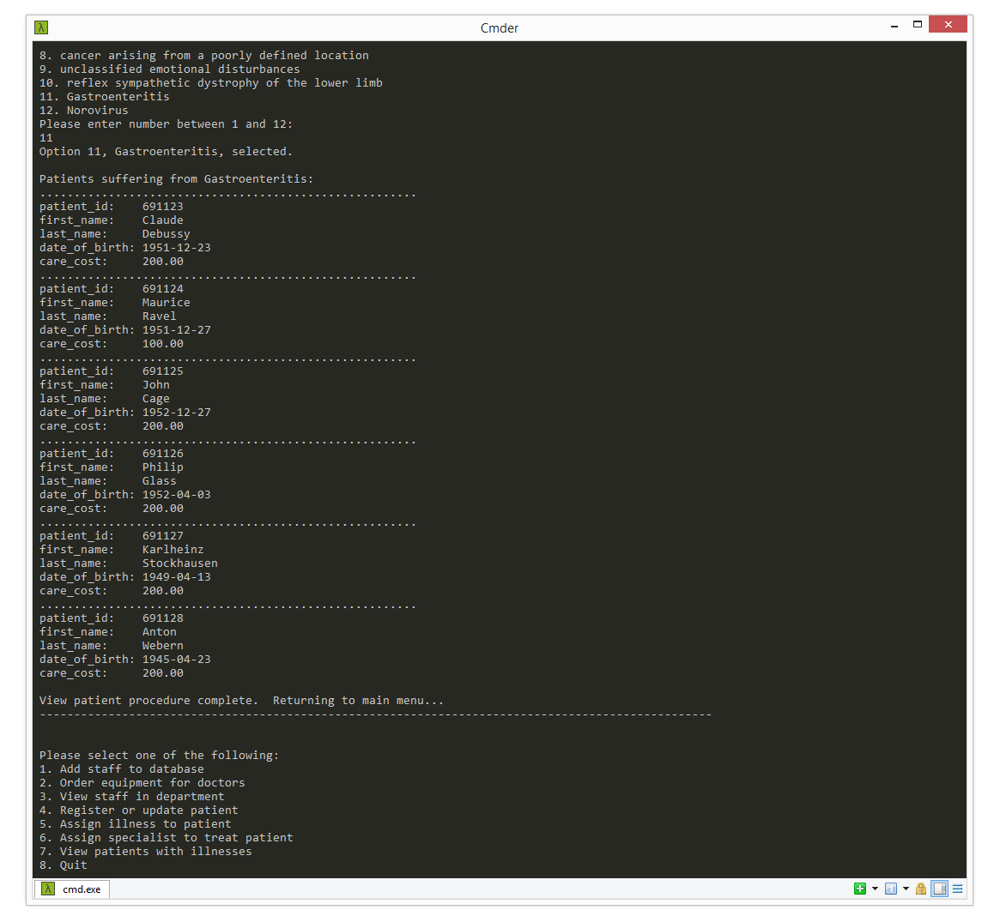 Cmder
8. cancer arising from a poorly defined location
9. unclassified emotional disturbances
10. reflex sympathetic dystrophy of the lower limb
11. Gastroenteritis
12. Norovirus
Please enter number between 1 and 12:
11
Option 11, Gastroenteritis, selected.
Patients suffering from Gastroenteritis:
.......................................................
patient_id:    691123
first_name:    Claude
last_name:     Debussy
date_of_birth: 1951-12-23
care_cost:     200.00
.......................................................
patient_id:    691124
first_name:    Maurice
last_name:     Ravel
date_of_birth: 1951-12-27
care_cost:     100.00
.......................................................
patient_id:    691125
first_name:    John
last_name:     Cage
date_of_birth: 1952-12-27
care_cost:     200.00
.......................................................
patient_id:    691126
first_name:    Philip
last_name:     Glass
date_of_birth: 1952-04-03
care_cost:     200.00
.......................................................
patient_id:    691127
first_name:    Karlheinz
last_name:     Stockhausen
date_of_birth: 1949-04-13
care_cost:     200.00
.......................................................
patient_id:    691128
first_name:    Anton
last_name:     Webern
date_of_birth: 1945-04-23
care_cost:     200.00
View patient procedure complete.  Returning to main menu...
--------------------------------------------------------------------------------------------------
Please select one of the following:
1. Add staff to database
2. Order equipment for doctors
3. View staff in department
4. Register or update patient
5. Assign illness to patient
6. Assign specialist to treat patient
7. View patients with illnesses
8. Quit
λ cmd.exe